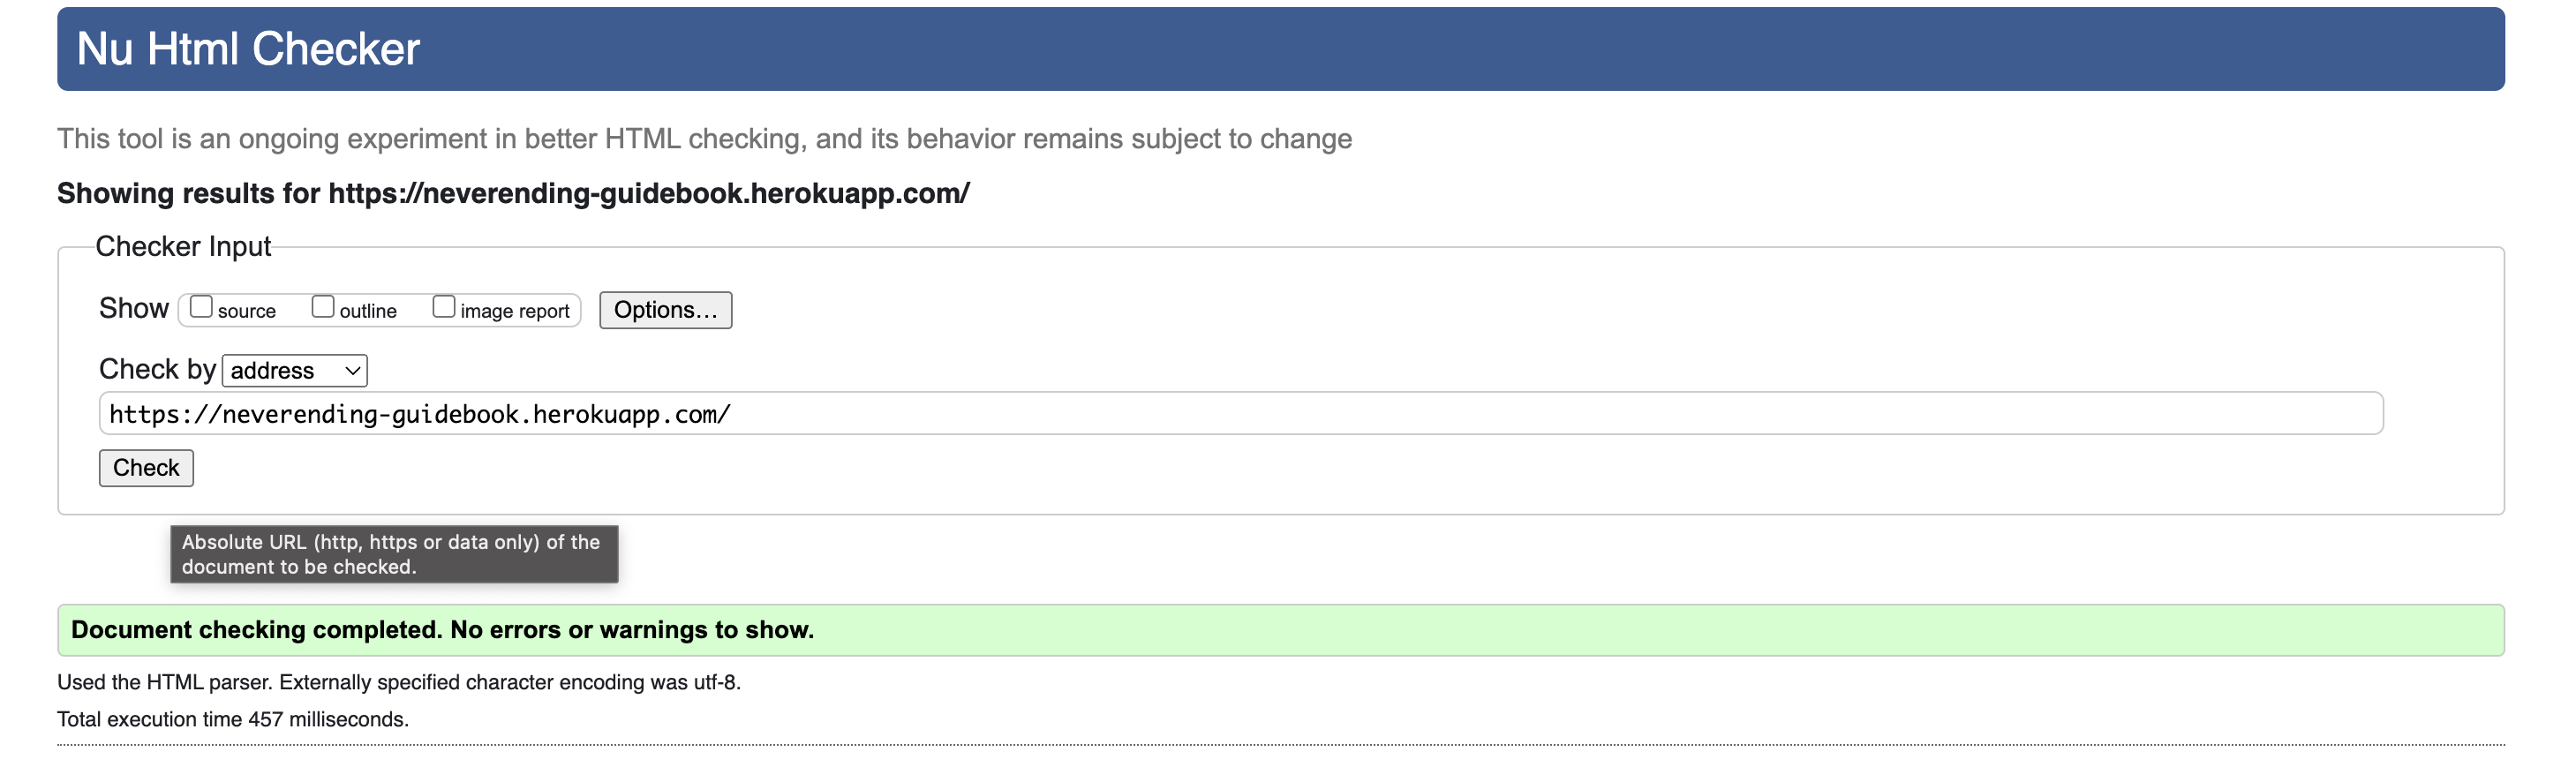 Nu Html Checker
This tool is an ongoing experiment in better HTML checking, and its behavior remains subject to change
Showing results for https://neverending-guidebook.herokuapp.com/
Checker Input
Show source outline image report Options...
Check by address
https://neverending-guidebook.herokuapp.com/
Check
Absolute URL (http, https or data only) of the
document to be checked.
Document checking completed. No errors or warnings to show.
Used the HTML parser. Externally specified character encoding was utf-8.
Total execution time 457 milliseconds.